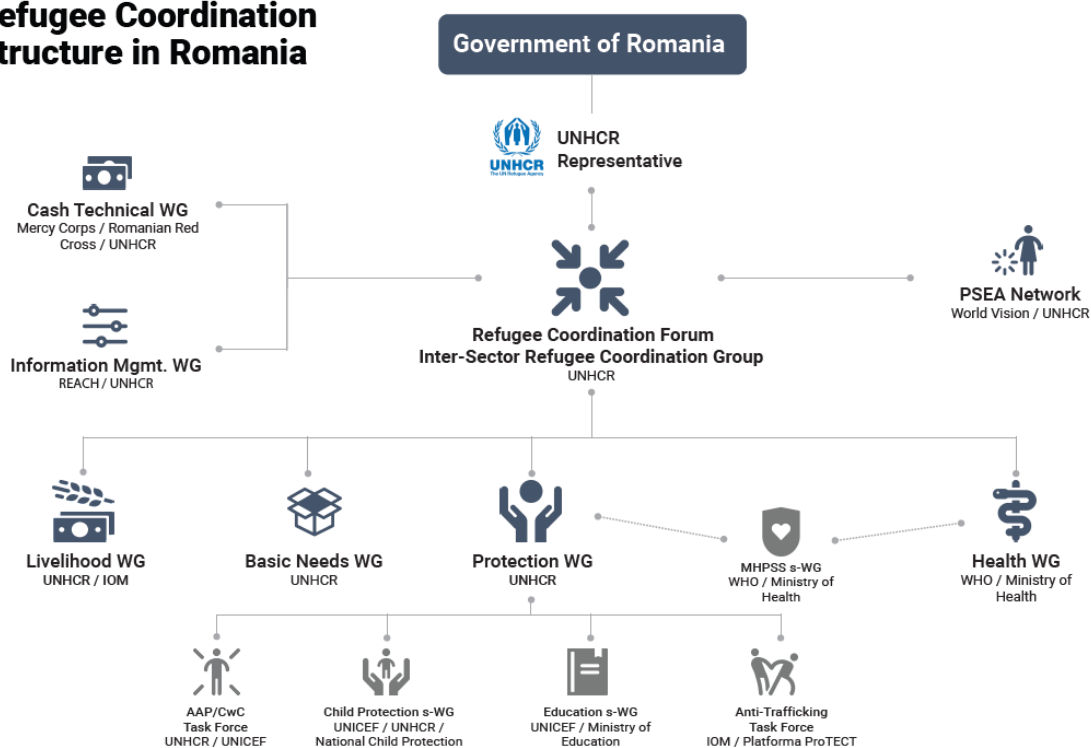 efugee Coordination
tructure in Romania
Government of Romania
UNHCR
The UN Refugee Agency
UNHCR
Representative
Cash Technical WG
Mercy Corps / Romanian Red
Cross / UNHCR
PSEA Network
World Vision / UNHCR
Information Mgmt. WG
REACH / UNHCR
Refugee Coordination Forum
Inter-Sector Refugee Coordination Group
UNHCR
Livelihood WG
UNHCR / IOM
Basic Needs WG
UNHCR
Protection WG
UNHCR
MHPSS s-WG
WHO / Ministry of
Health
Health WG
WHO / Ministry of
Health
AAP/CwC
Task Force
UNHCR / UNICEF
Child Protection s-WG
UNICEF / UNHCR /
National Child Protection
Education s-WG
UNICEF / Ministry of
Education
Anti-Trafficking
Task Force
IOM / Platforma ProTECT